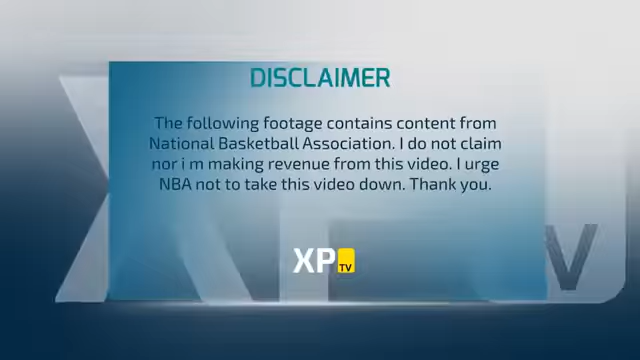 DISCLAIMER
The following footage contains content from
National Basketball Association. I do not claim
nor i m making revenue from this video. I urge
NBA not to take this video down. Thank you.
XP TV